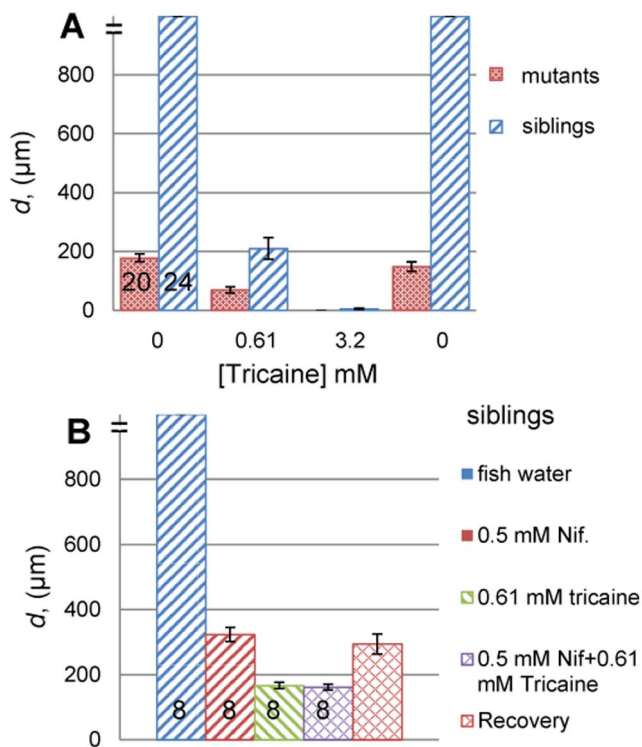 A
=
800
600
400
200
0
d, (µm)
20 24
0 0.61 3.2 0
[Tricaine] mM
mutants
siblings
B
=
800
600
400
200
0
d, (µm)
8 8 8 8
siblings
fish water
0.5 mM Nif.
0.61 mM tricaine
0.5 mM Nif+0.61
mM Tricaine
Recovery